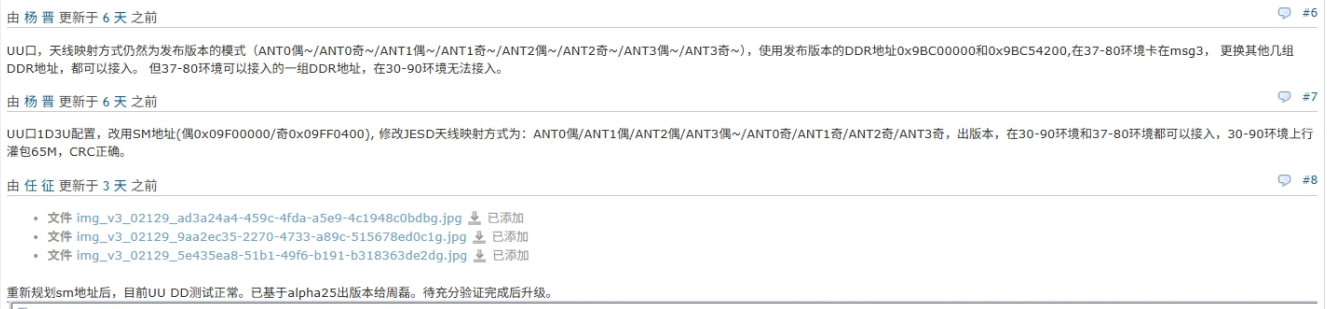 由 杨 晋 更新于 6 天 之前
#6
UU口，天线映射方式仍然为发布版本的模式（ANT0偶~/ANT0奇~/ANT1偶~/ANT1奇~/ANT2偶~/ANT2奇~/ANT3偶~/ANT3奇~），使用发布版本的DDR地址0x9BC00000和0x9BC54200,在37-80环境卡在msg3， 更换其他几组
DDR地址，都可以接入。 但37-80环境可以接入的一组DDR地址，在30-90环境无法接入。
由 杨 晋 更新于 6 天 之前
#7
UU口1D3U配置，改用SM地址(偶0x09F00000/奇0x09FF0400), 修改JESD天线映射方式为：ANT0偶/ANT1偶/ANT2偶/ANT3偶~/ANT0奇/ANT1奇/ANT2奇/ANT3奇，出版本，在30-90环境和37-80环境都可以接入，30-90环境上行
灌包65M，CRC正确。
由 任 征 更新于 3 天 之前
#8
文件 img_v3_02129_ad3a24a4-459c-4fda-a5e9-4c1948c0bdbg.jpg 已添加
文件 img_v3_02129_9aa2ec35-2270-4733-a89c-515678ed0c1g.jpg 已添加
文件 img_v3_02129_5e435ea8-51b1-49f6-b191-b318363de2dg.jpg 已添加
重新规划sm地址后，目前UU DD测试正常。已基于alpha25出版本给周磊。待充分验证完成后升级。